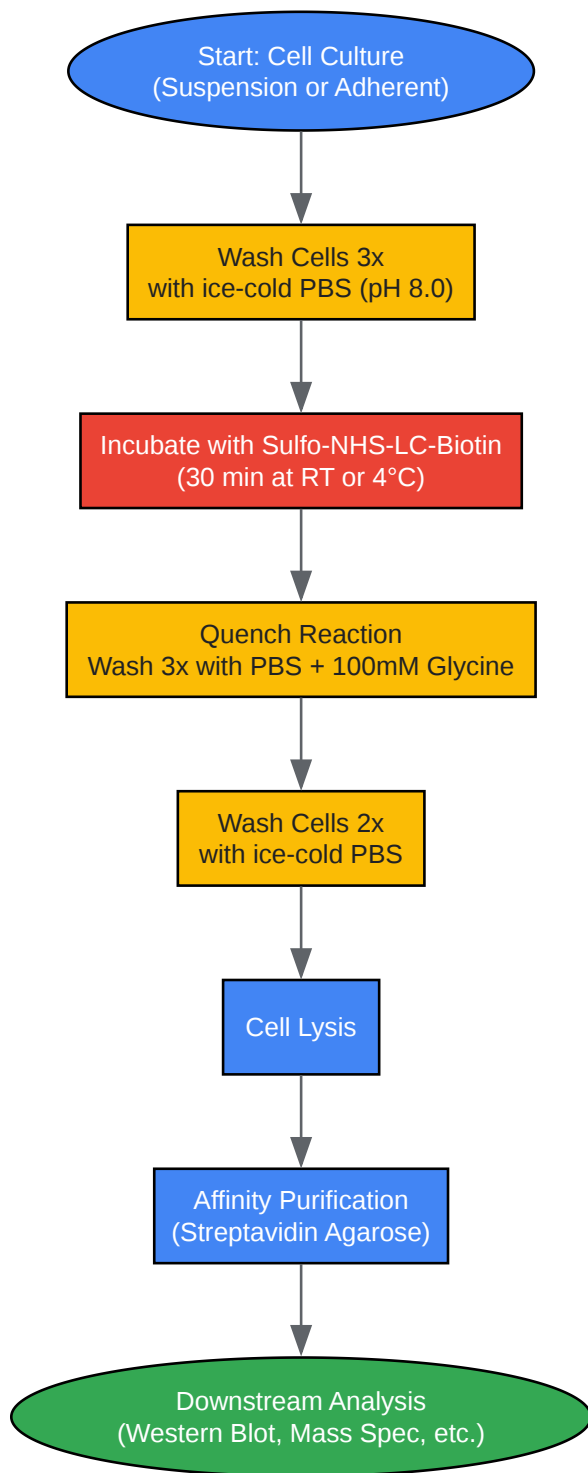 Start: Cell Culture
(Suspension or Adherent)
Wash Cells 3x
with ice-cold PBS (pH 8.0)
Incubate with Sulfo-NHS-LC-Biotin
(30 min at RT or 4°C)
Quench Reaction
Wash 3x with PBS + 100mM Glycine
Wash Cells 2x
with ice-cold PBS
Cell Lysis
Affinity Purification
(Streptavidin Agarose)
Downstream Analysis
(Western Blot, Mass Spec, etc.)